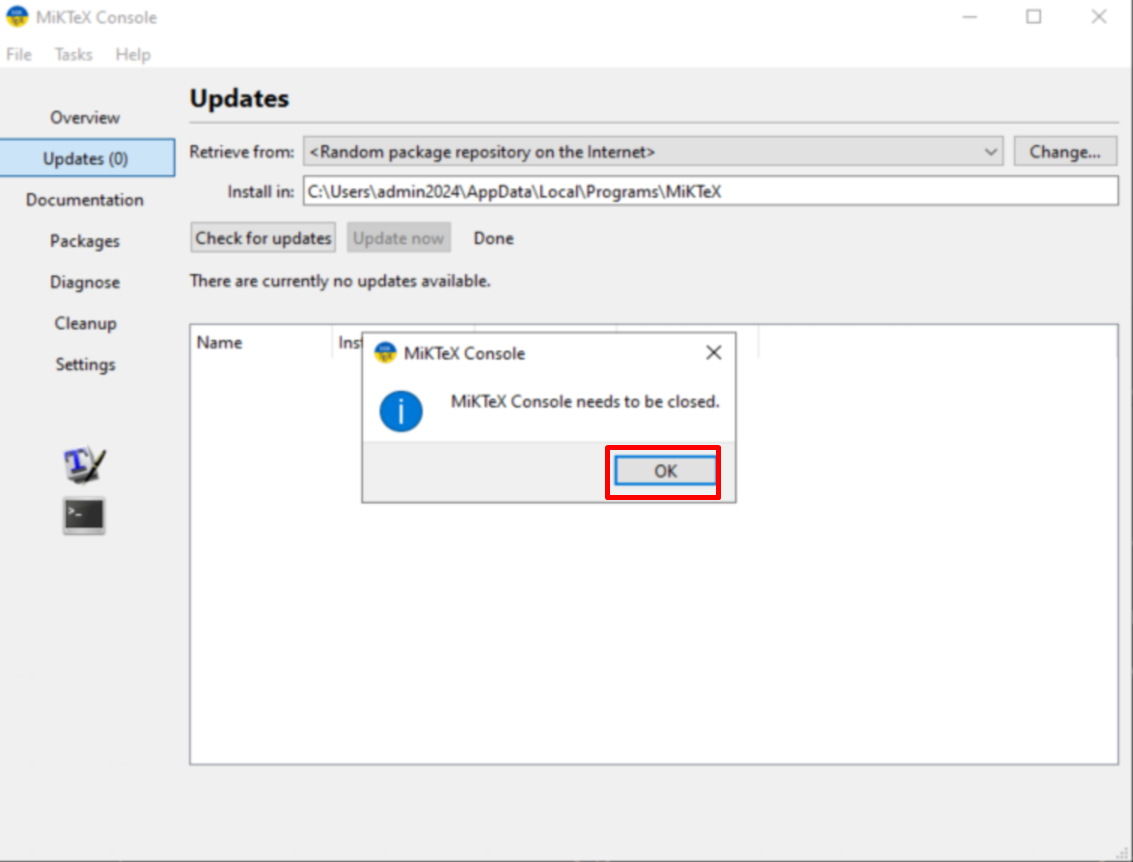 MiKTeX Console
File Tasks Help
Updates
Overview
Updates (0)
Documentation
Packages
Diagnose
Cleanup
Settings
Retrieve from: <Random package repository on the Internet> Change...
Install in: C:\Users\admin2024\AppData\Local\Programs\MiKTeX
Check for updates Update now Done
There are currently no updates available.
Name
MiKTeX Console
MiKTeX Console needs to be closed.
OK